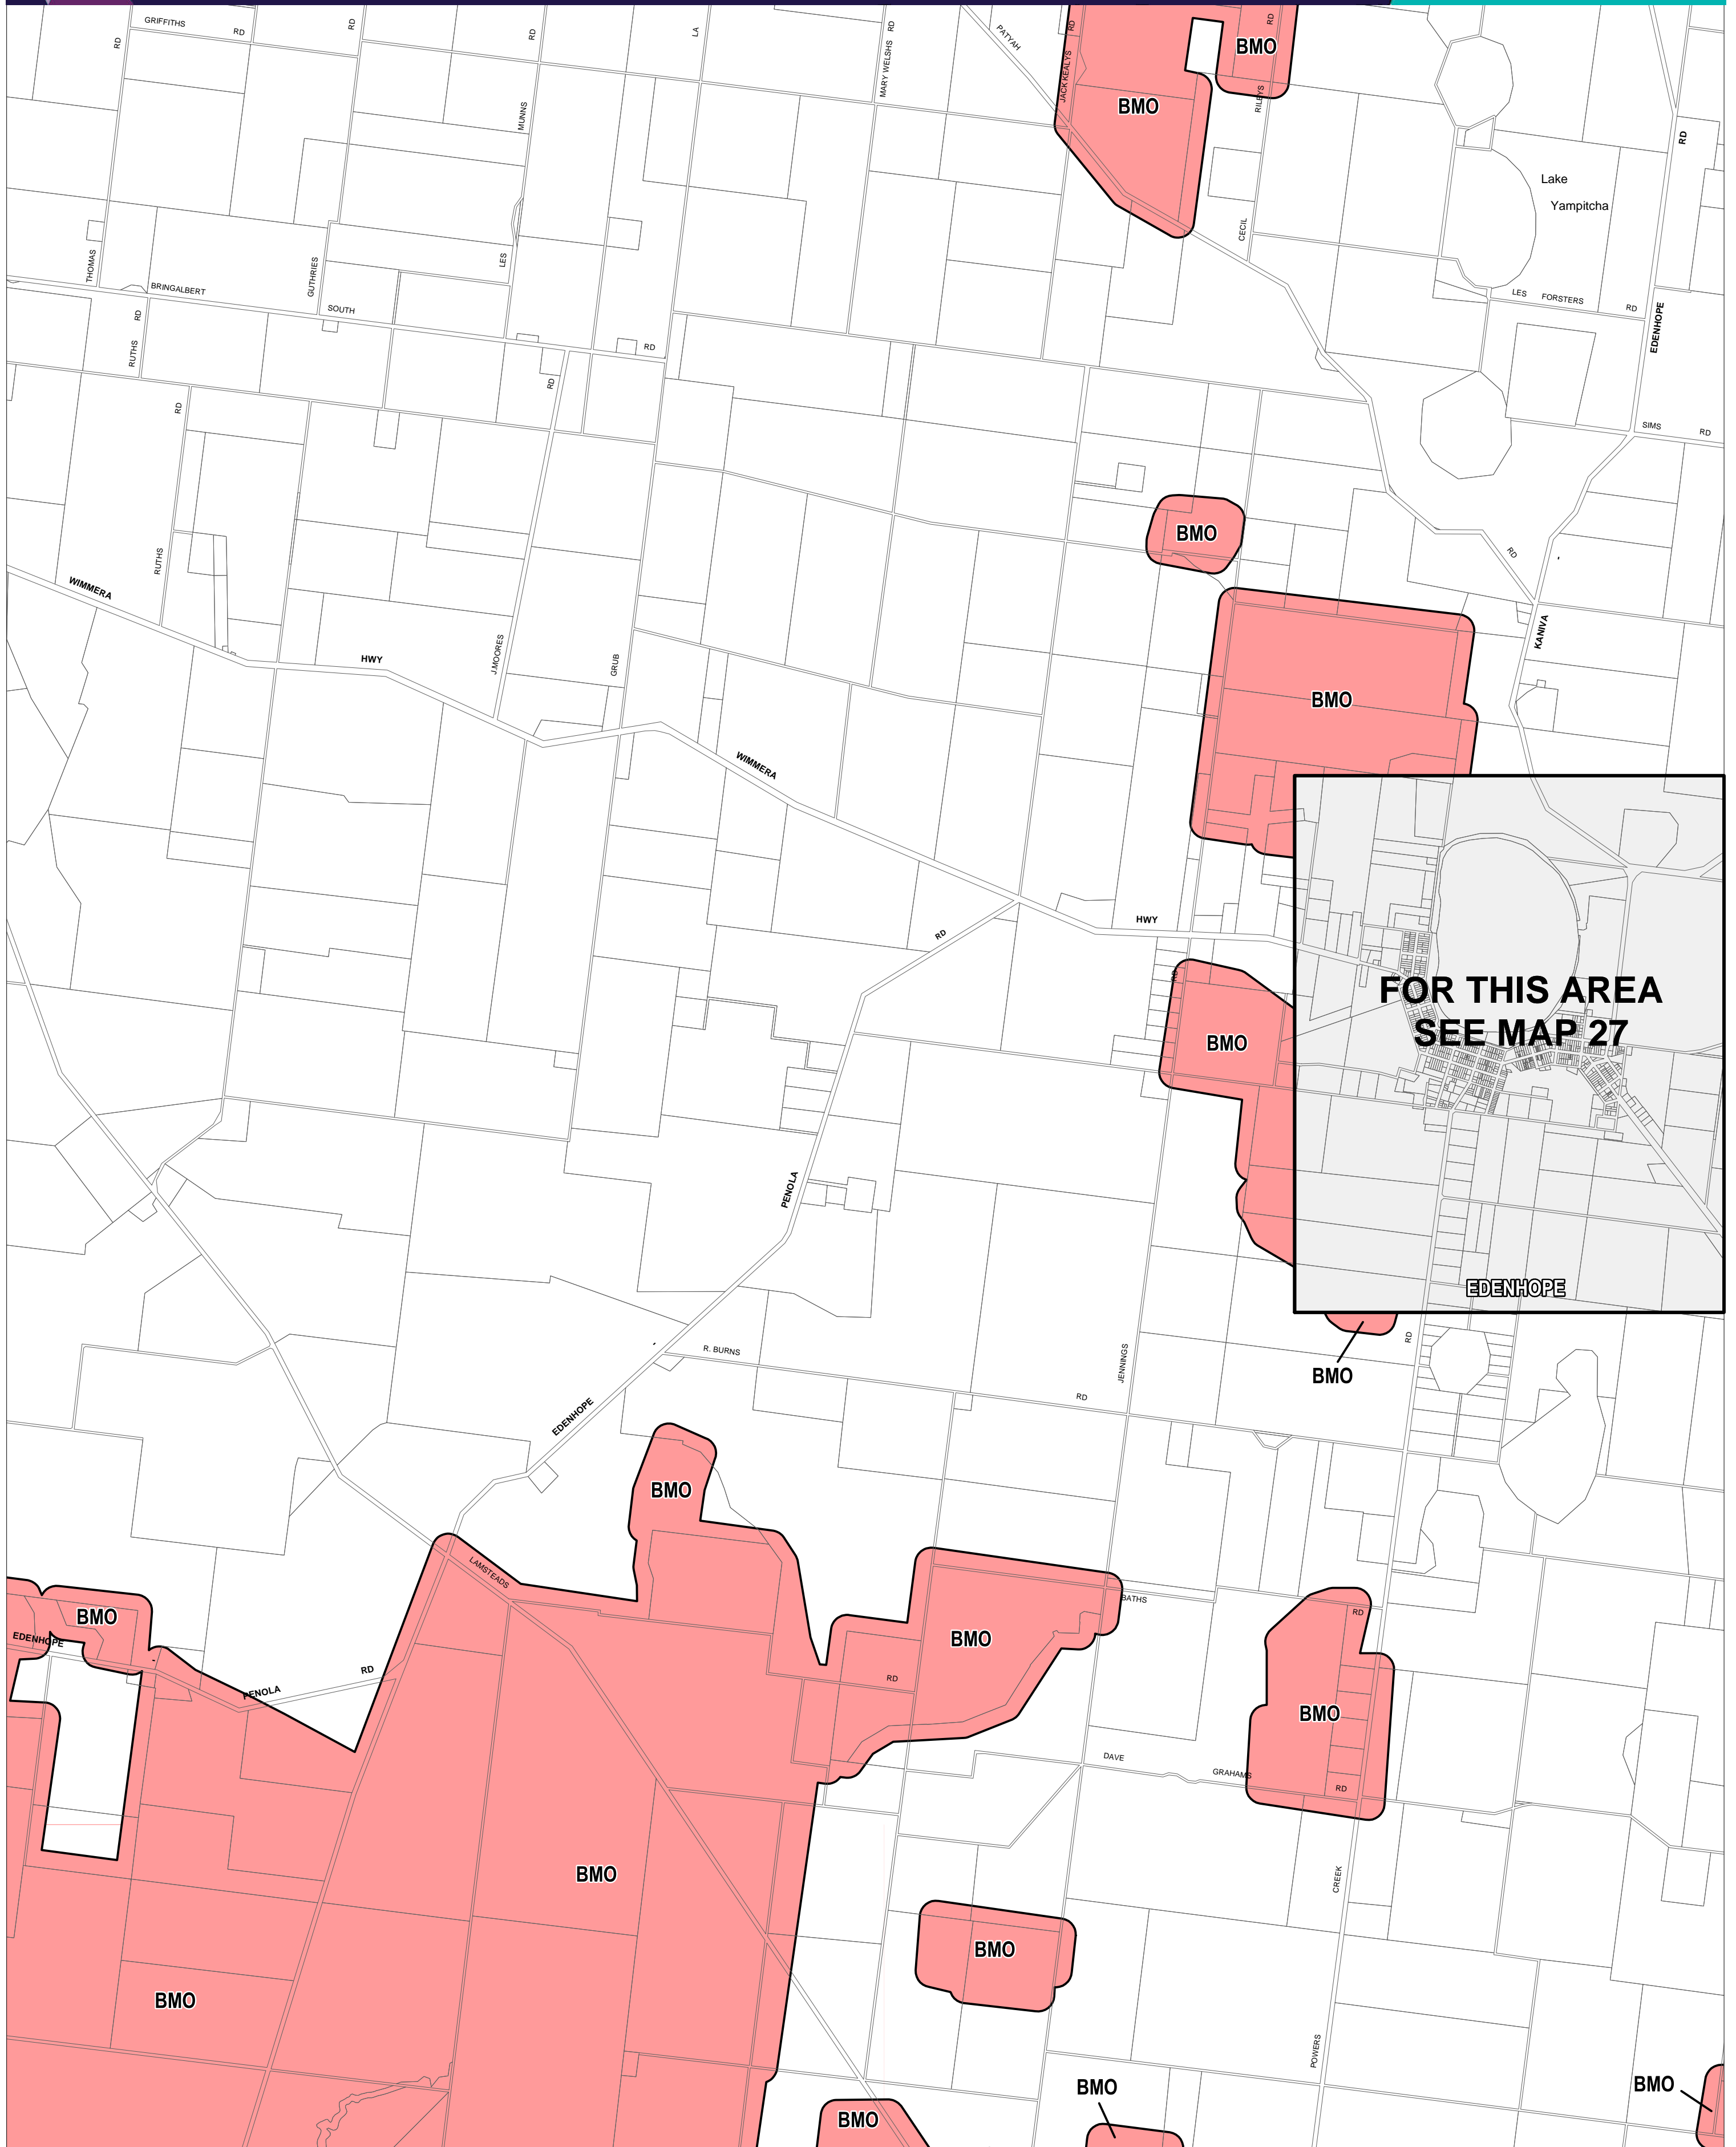 GRIFFITHS
RD
RD
RD
RD
LA
MARY WELSHS RD
PATYAH
JACK KEALYS RD
RD
BMO
BMO
RILEYS
MUNNS
RD
Lake
Yampitcha
THOMAS
GUTHRIES
LES
CECIL
BRINGALBERT
SOUTH
RD
LES FORSTERS RD
EDENHOPE
RUTHS RD
RD
RD
SIMS RD
BMO
RD
RUTHS
WIMMERA
HWY
J.MOORES
GRUB
KANIVA
-
BMO
WIMMERA
HWY
RD
RD
FOR THIS AREA
SEE MAP 27
BMO
PENOLA
EDENHOPE
-
R. BURNS
RD
JENNINGS
RD
BMO
EDENHOPE
BMO
LAMSTEADS
BATHS
RD
BMO
EDENHOPE
-
PENOLA
RD
BMO
RD
BMO
DAVE
GRAHAMS
RD
BMO
CREEK
BMO
BMO
POWERS
BMO
BMO
BMO